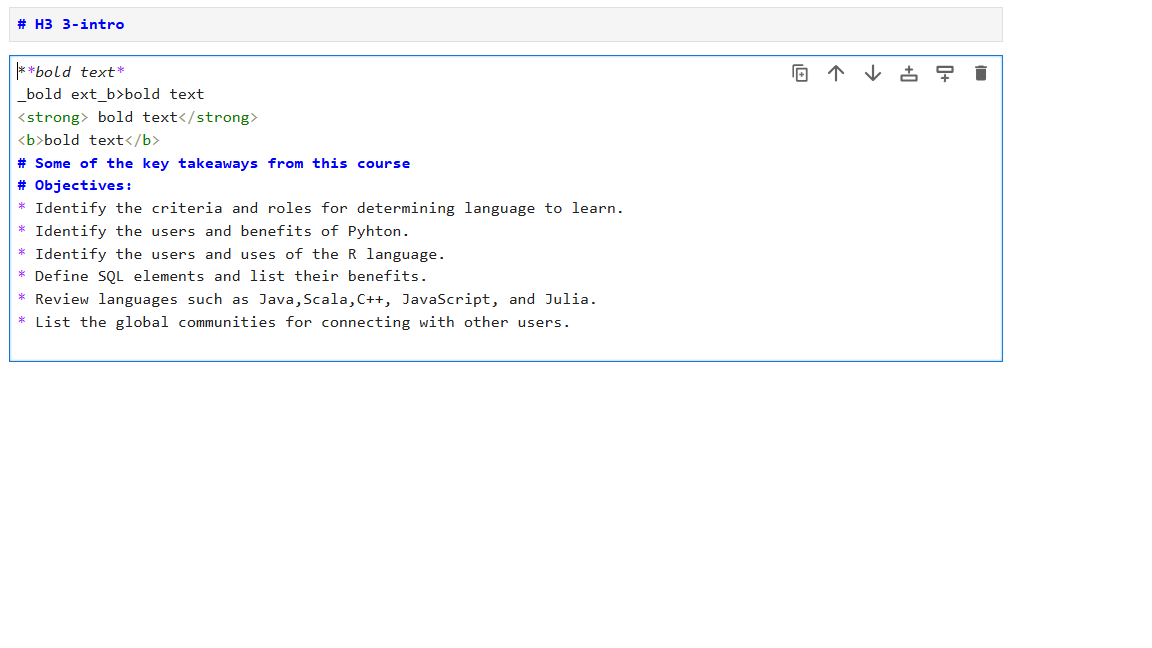 # H3 3-intro
**bold text*
_bold ext_b>bold text
<strong> bold text</strong>
<b>bold text</b>
# Some of the key takeaways from this course
# Objectives:
* Identify the criteria and roles for determining language to learn.
* Identify the users and benefits of Pyhton.
* Identify the users and uses of the R language.
* Define SQL elements and list their benefits.
* Review languages such as Java,Scala,C++, JavaScript, and Julia.
* List the global communities for connecting with other users.